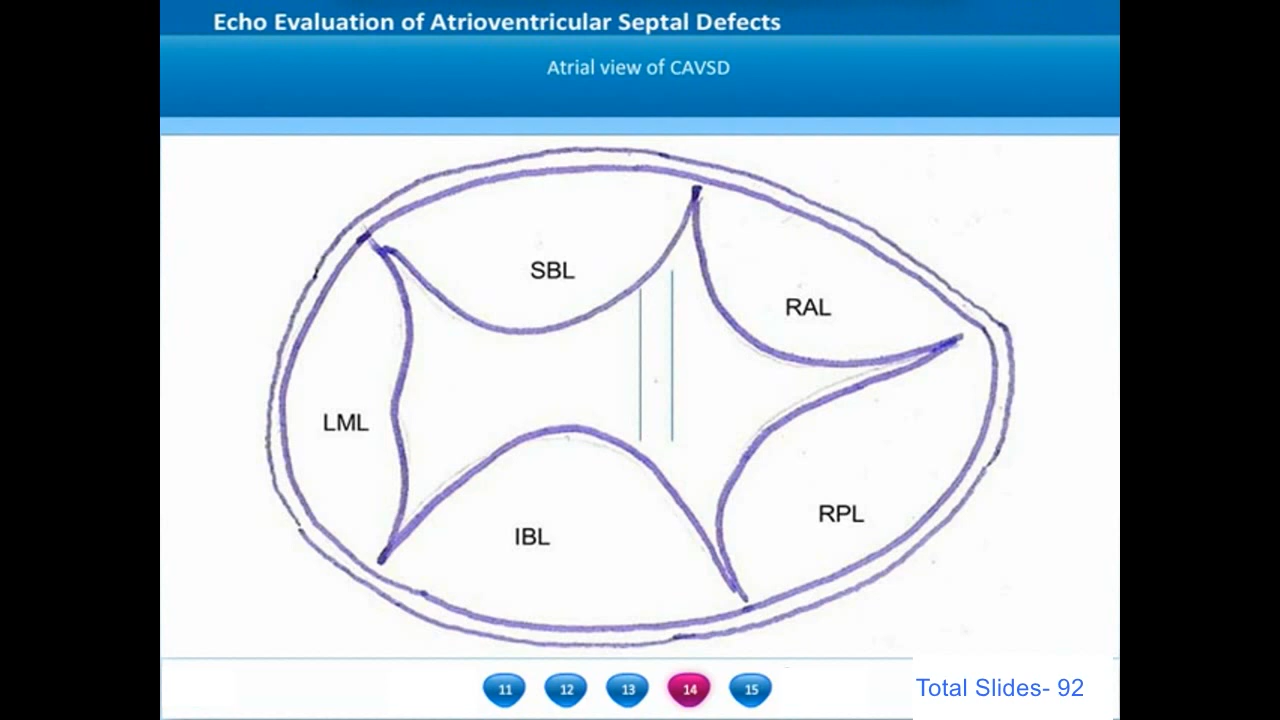 Echo Evaluation of Atrioventricular Septal Defects
Atrial view of CAVSD
SBL
RAL
LML
RPL
IBL
11 12 13 14 15
Total Slides- 92